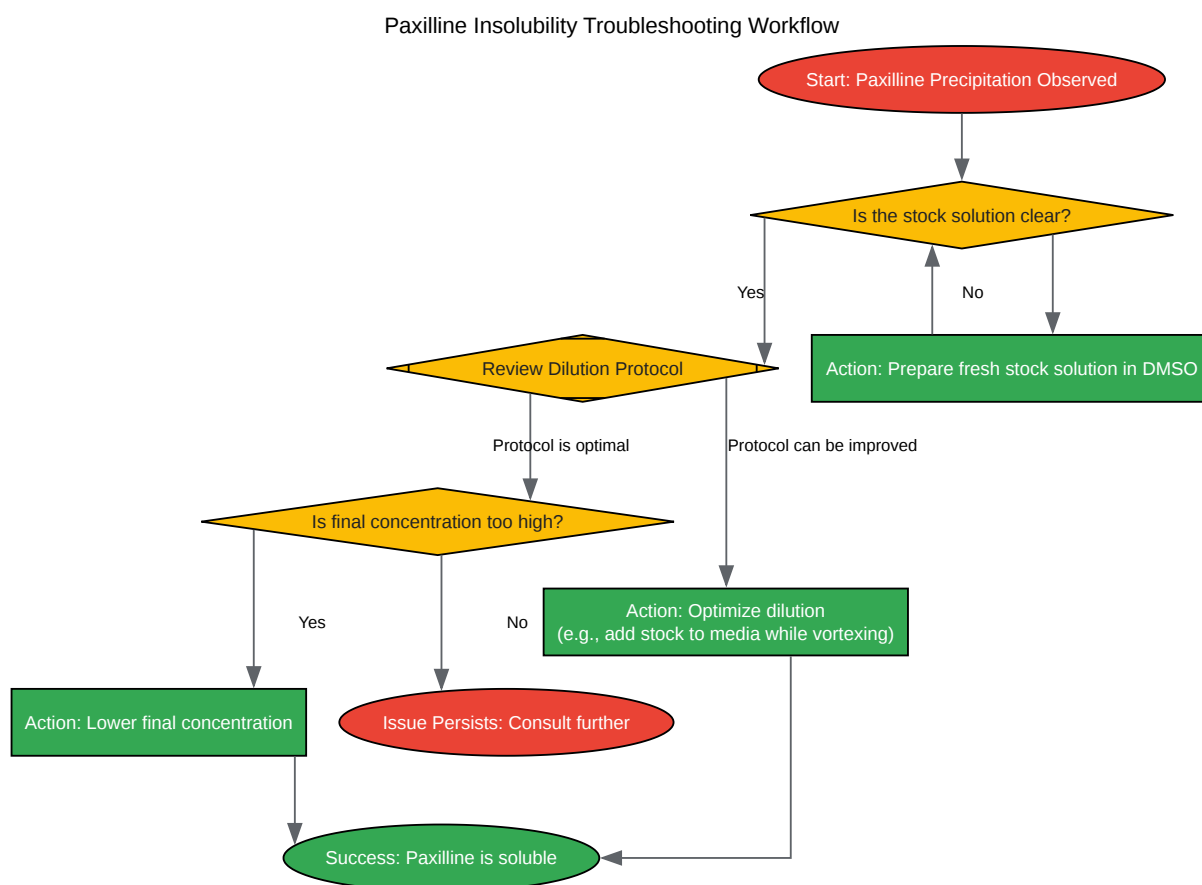 Paxilline Insolubility Troubleshooting Workflow
Start: Paxilline Precipitation Observed
Is the stock solution clear?
Yes
No
Action: Prepare fresh stock solution in DMSO
Review Dilution Protocol
Protocol is optimal
Protocol can be improved
Is final concentration too high?
Action: Optimize dilution
(e.g., add stock to media while vortexing)
Yes
No
Action: Lower final concentration
Issue Persists: Consult further
Success: Paxilline is soluble